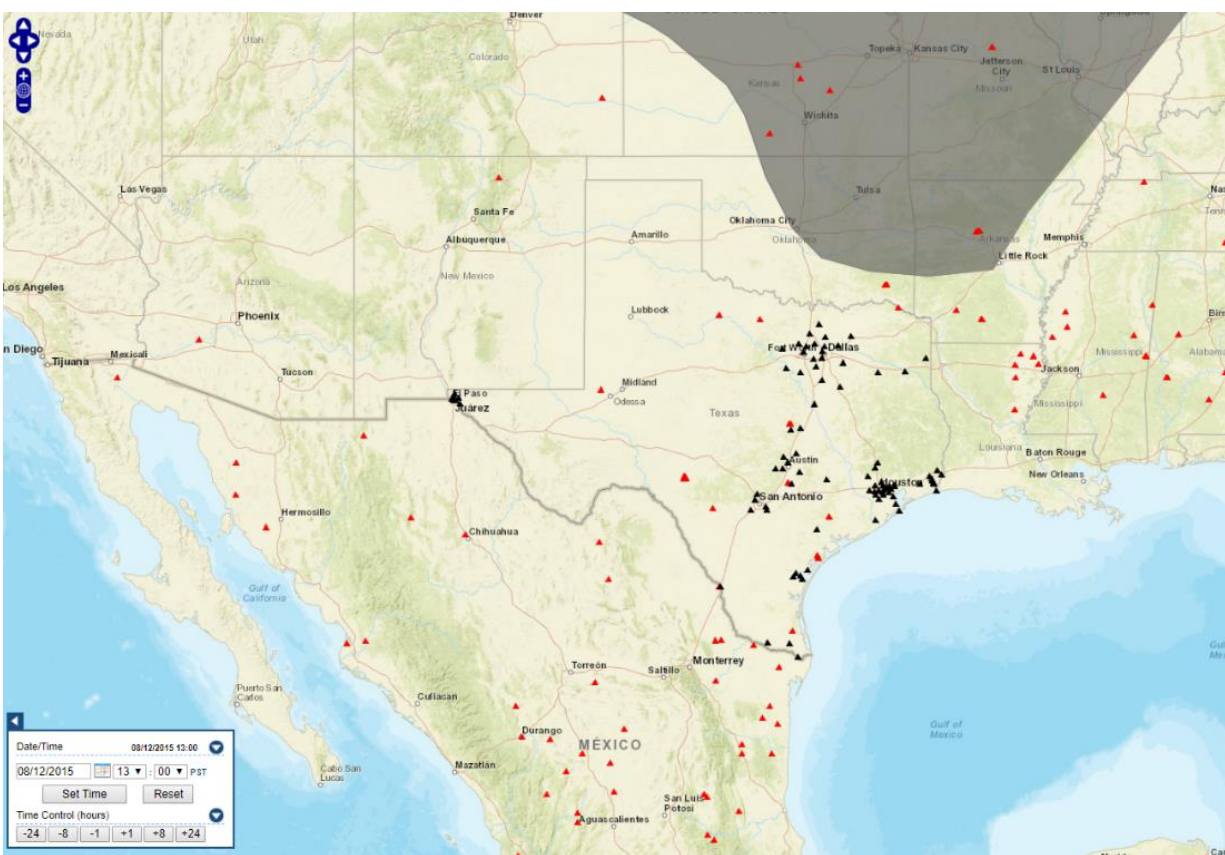 Denver
Springfield
Nevada
Utah
Colorado
Topeka
Kansas City
Jefferson
City
St Louis
Kansas
Missouri
Wichita
Las Vegas
Santa Fe
Tulsa
Oklahoma City
Oklahoma
Albuquerque
Amarillo
Arkansas
Memphis
Little Rock
New Mexico
Los Angeles
Arizona
Phoenix
Lubbock
Fort Worth
Dallas
Tijuana
Mexicali
Tucson
Midland
Odessa
Mississippi
Jackson
Alabama
El Paso
Juárez
Texas
Mississippi
Louisiana
Baton Rouge
New Orleans
Austin
Houston
San Antonio
Hermosillo
Chihuahua
Gulf of
California
Torreón
Saltillo
Monterrey
Puerto San
Carlos
Culiacan
Durango
MÉXICO
Gulf of
Mexico
Cabo San
Lucas
Mazatlán
San Luis
Potosi
Aguascalientes
Date/Time 08/12/2015 13:00
08/12/2015 13 : 00 PST
Set Time Reset
Time Control (hours)
-24 -8 -1 +1 +8 +24